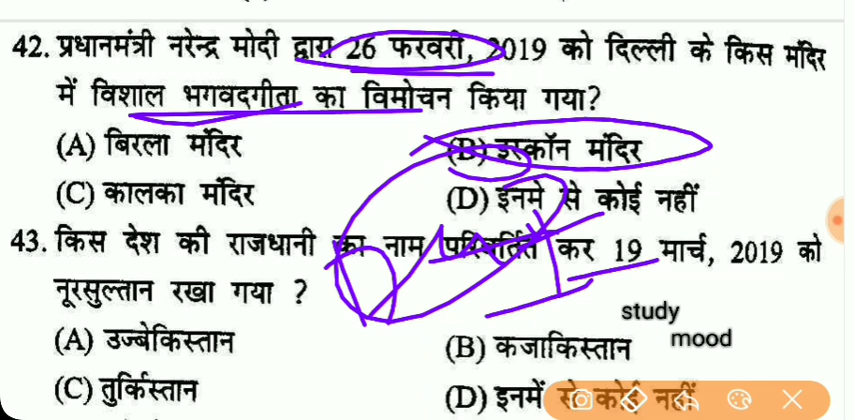 42. प्रधानमंत्री नरेन्द्र मोदी द्वारा 26 फरवरी, 2019 को दिल्ली के किस मंदिर
में विशाल भगवदगीता का विमोचन किया गया?
(A) बिरला मंदिर (B) इस्कॉन मंदिर
(C) कालका मंदिर (D) इनमे से कोई नहीं
43. किस देश की राजधानी का नाम परिवर्तित कर 19 मार्च, 2019 को
नूरसुल्तान रखा गया ?
study
mood
(A) उज्बेकिस्तान (B) कजाकिस्तान
(C) तुर्किस्तान (D) इनमें से कोई नहीं